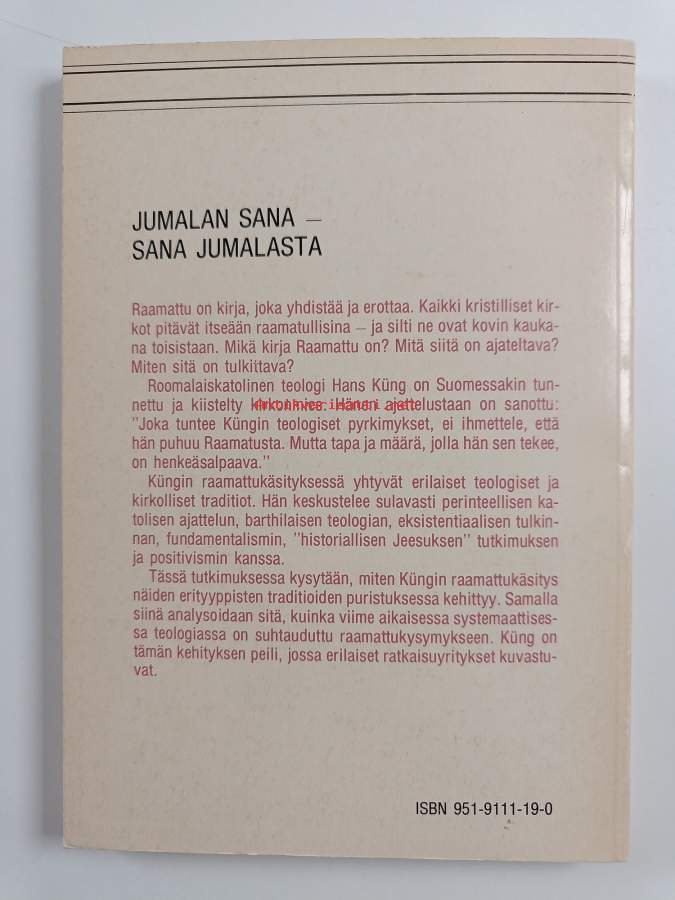 JUMALAN SANA —
SANA JUMALASTA
Raamattu on kirja, joka yhdistää ja erottaa. Kaikki kristilliset kir-
kot pitävät itseään raamatullisina — ja silti ne ovat kovin kauka-
na toisistaan. Mikä kirja Raamattu on? Mitä siitä on ajateltava?
Miten sitä on tulkittava?
Roomalaiskatolinen teologi Hans Küng on Suomessakin tun-
nettu ja kiistelty kirkonmies. Hänen ajattelustaan on sanottu:
"Joka tuntee Küngin teologiset pyrkimykset, ei ihmettele, että
hän puhuu Raamatusta. Mutta tapa ja määrä, jolla hän sen tekee,
on henkeäsalpaava."
Küngin raamattukäsityksessä yhtyvät erilaiset teologiset ja
kirkolliset traditiot. Hän keskustelee sulavasti perinteellisen ka-
tolisen ajattelun, barthilaisen teologian, eksistentiaalisen tulkin-
nan, fundamentalismin, "historiallisen Jeesuksen" tutkimuksen
ja positivismin kanssa.
Tässä tutkimuksessa kysytään, miten Küngin raamattukäsitys
näiden erityyppisten traditioiden puristuksessa kehittyy. Samalla
siinä analysoidaan sitä, kuinka viime aikaisessa systemaattises-
sa teologiassa on suhtauduttu raamattukysymykseen. Küng on
tämän kehityksen peili, jossa erilaiset ratkaisuyritykset kuvastu-
vat.
ISBN 951-9111-19-0